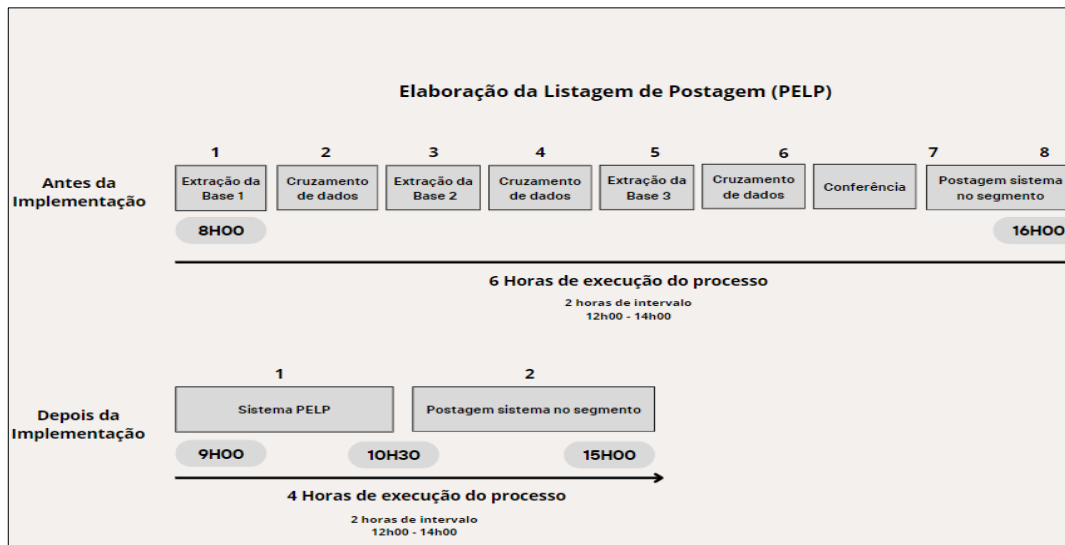 Elaboração da Listagem de Postagem (PELP)
1 2 3 4 5 6 7 8
Antes da
Implementação
Extração da
Base 1
Cruzamento
de dados
Extração da
Base 2
Cruzamento
de dados
Extração da
Base 3
Cruzamento
de dados
Conferência
Postagem sistema
no segmento
8H00
16H00
6 Horas de execução do processo
2 horas de intervalo
12h00 - 14h00
1 2
Depois da
Implementação
Sistema PELP
Postagem sistema no segmento
9H00
10H30
15H00
4 Horas de execução do processo
2 horas de intervalo
12h00 - 14h00